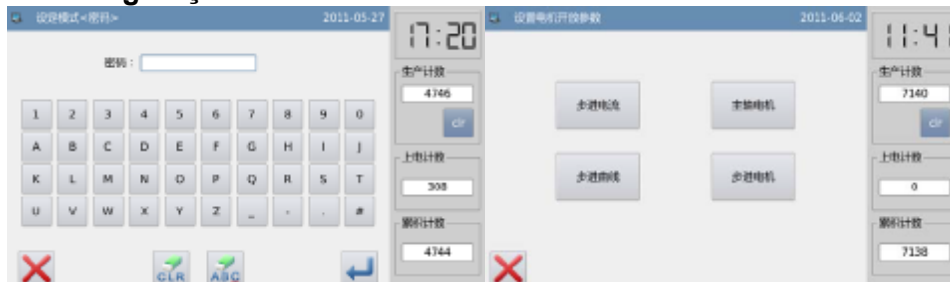 设定模式<密码> 2011-05-27
17:20
密码：
生产计数
4746
clr
1 2 3 4 5 6 7 8 9 0
A B C D E F G H I J
K L M N O P Q R S T
U V W X Y Z _ - . #
上电计数
308
累积计数
4744
CLR ABC
设置电机开放参数 2011-06-02
11:4
生产计数
7140
clr
步进电流 主轴电机
步进曲线 步进电机
上电计数
0
累积计数
7138